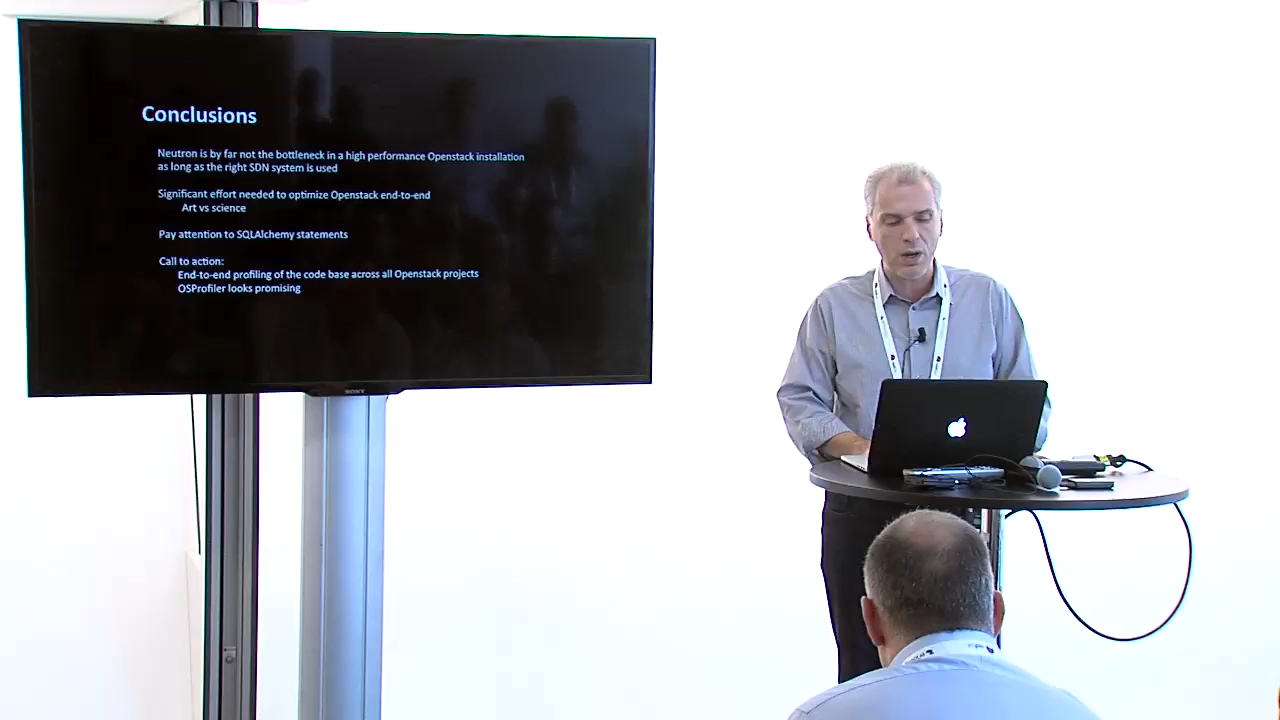 Conclusions
Neutron is by far not the bottleneck in a high performance Openstack installation
as long as the right SDN system is used
Significant effort needed to optimize Openstack end-to-end
Art vs science
Pay attention to SQLAlchemy statements
Call to action:
End-to-end profiling of the code base across all Openstack projects
OSProfiler looks promising
SONY